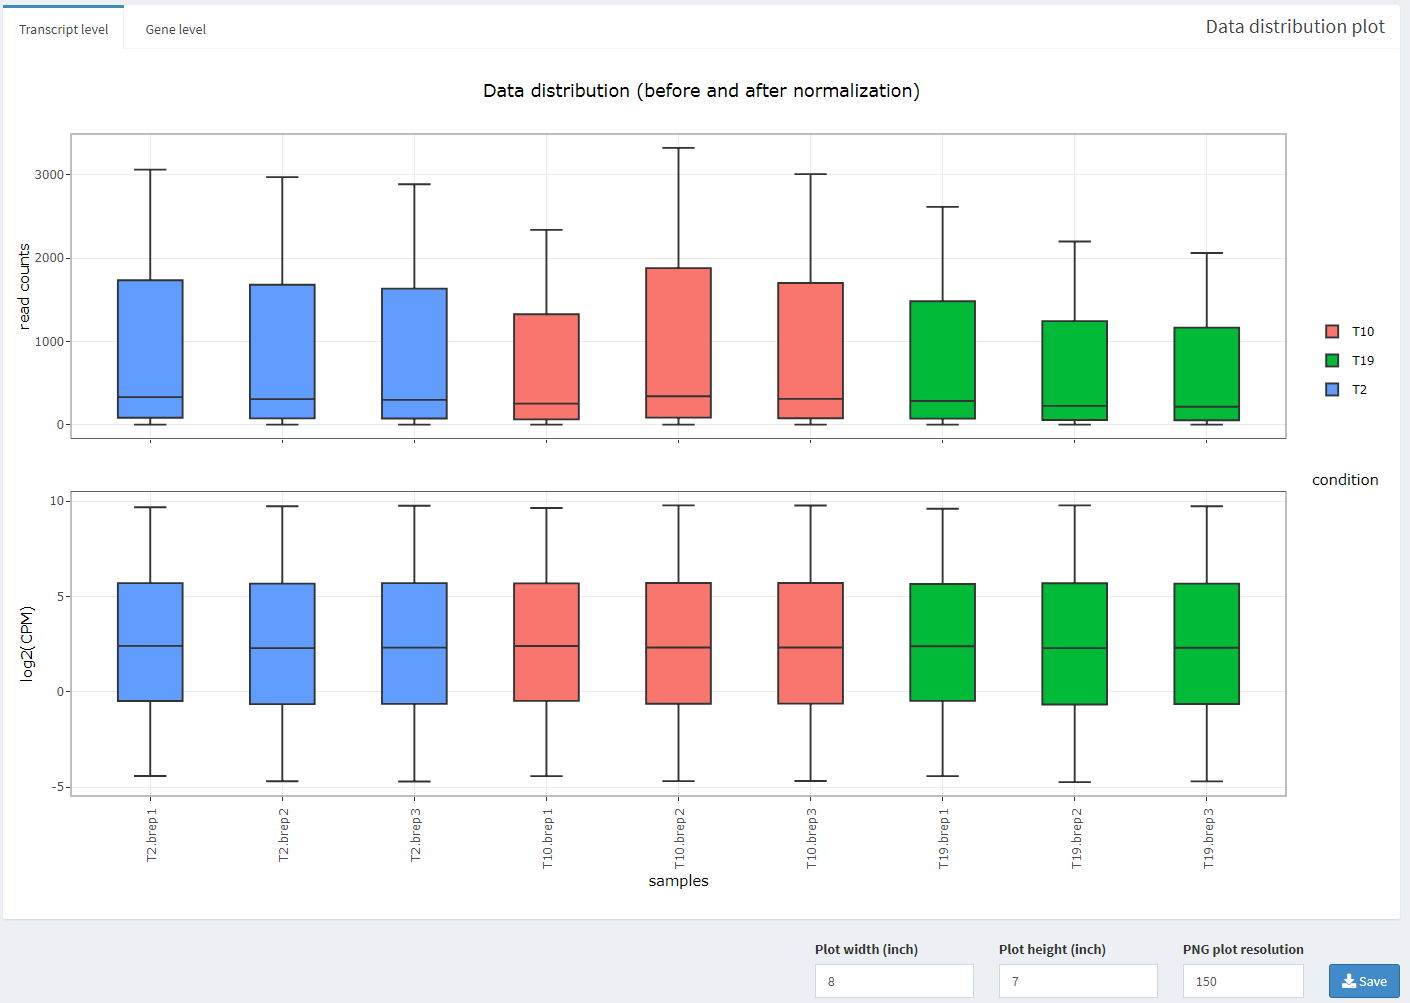 Transcript level
Gene level
Data distribution plot
Data distribution (before and after normalization)
read counts
3000
2000
1000
0
T10
T19
T2
condition
log2(CPM)
10
5
0
-5
T2.brep1
T2.brep2
T2.brep3
T10.brep1
T10.brep2
T10.brep3
T19.brep1
T19.brep2
T19.brep3
samples
Plot width (inch)
Plot height (inch)
PNG plot resolution
8
7
150
Save